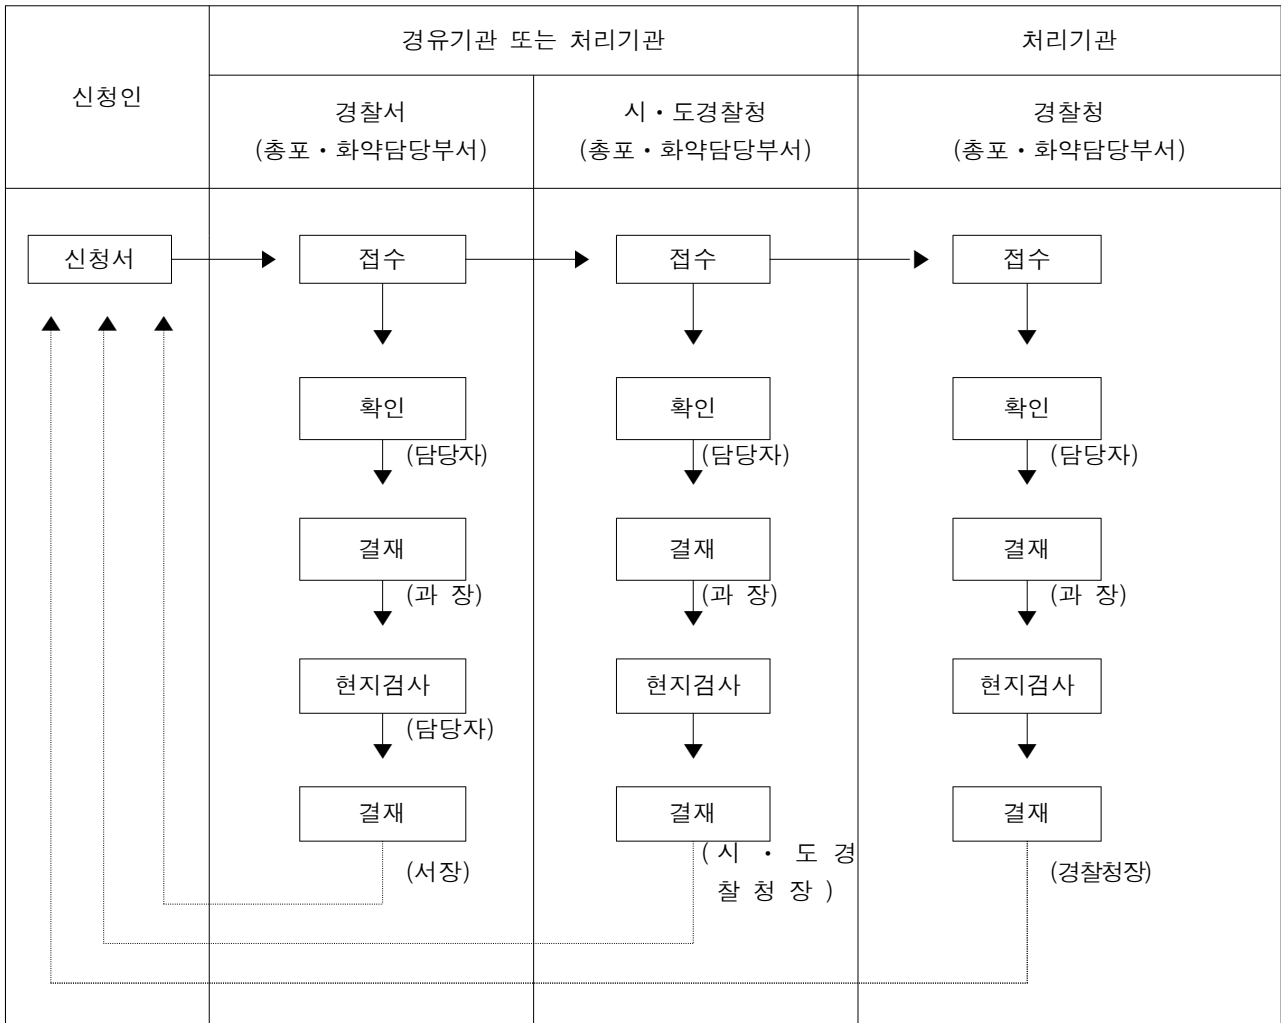 경유기관 또는 처리기관
처리기관
신청인
경찰서
(총포・화약담당부서)
시・도경찰청
(총포・화약담당부서)
경찰청
(총포・화약담당부서)
신청서
접수
접수
접수
확인
확인
확인
(담당자)
(담당자)
(담당자)
결재
결재
결재
(과 장)
(과 장)
(과 장)
현지검사
현지검사
현지검사
(담당자)
결재
결재
결재
(서장)
(시 ・ 도 경
찰 청 장 )
(경찰청장)